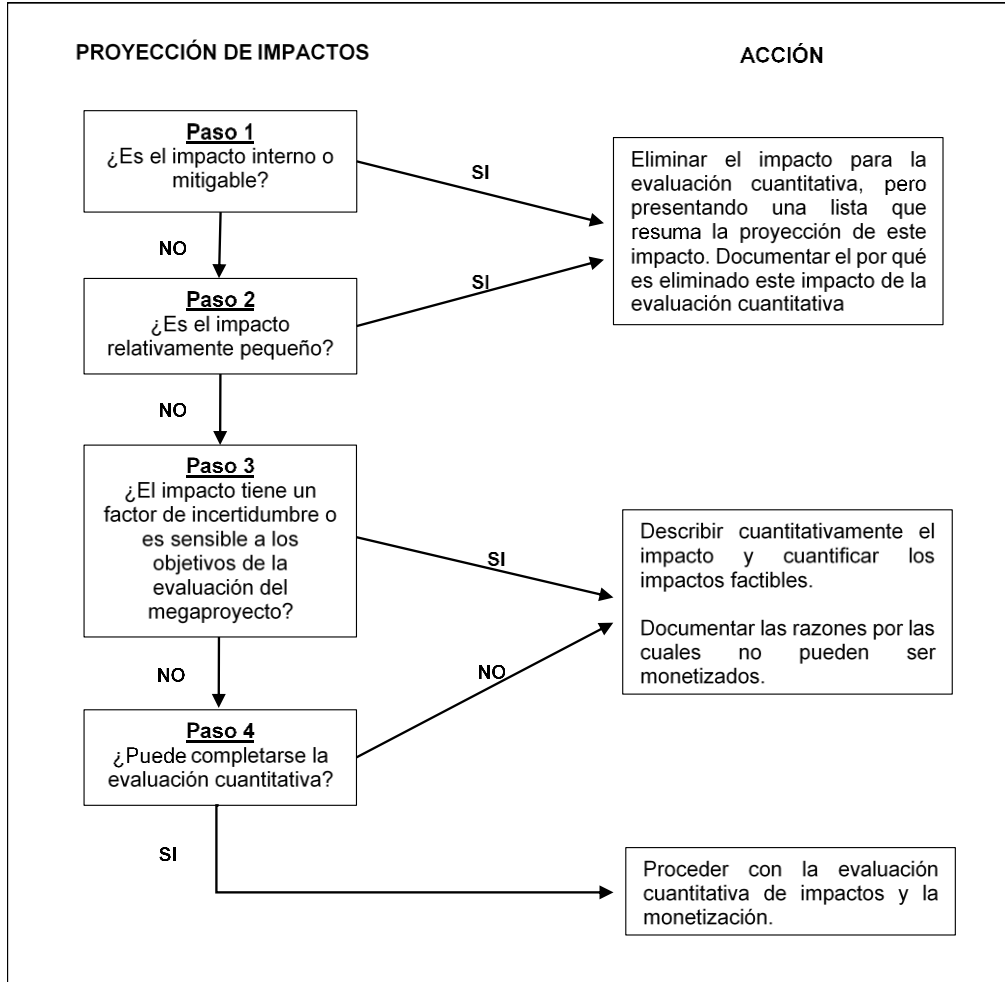 PROYECCIÓN DE IMPACTOS
ACCIÓN
Paso 1
¿Es el impacto interno o
mitigable?
SI
Eliminar el impacto para la
evaluación cuantitativa, pero
presentando una lista que
resuma la proyección de este
impacto. Documentar el por qué
es eliminado este impacto de la
evaluación cuantitativa
NO
SI
Paso 2
¿Es el impacto
relativamente pequeño?
NO
Paso 3
¿El impacto tiene un
factor de incertidumbre o
es sensible a los
objetivos de la
evaluación del
megaproyecto?
SI
Describir cuantitativamente el
impacto y cuantificar los
impactos factibles.
Documentar las razones por las
cuales no pueden ser
monetizados.
NO
NO
Paso 4
¿Puede completarse la
evaluación cuantitativa?
SI
Proceder con la evaluación
cuantitativa de impactos y la
monetización.